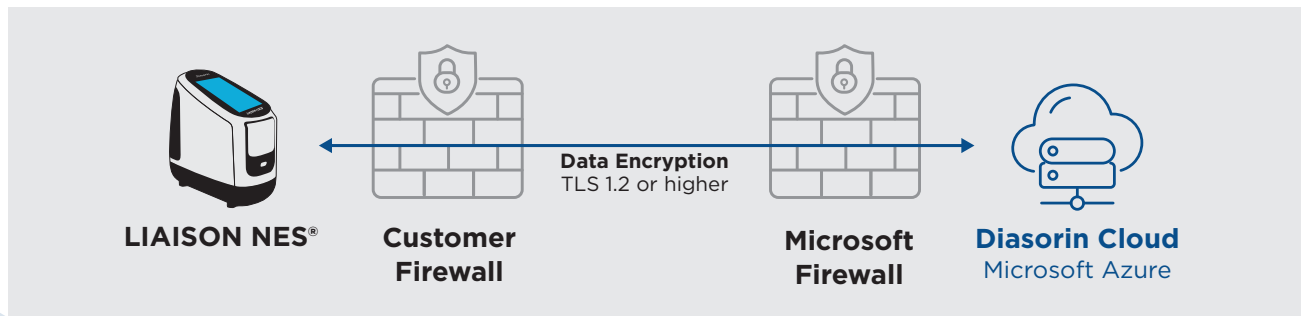 Data Encryption
TLS 1.2 or higher
LIAISON NES®
Customer
Firewall
Microsoft
Firewall
Diasorin Cloud
Microsoft Azure